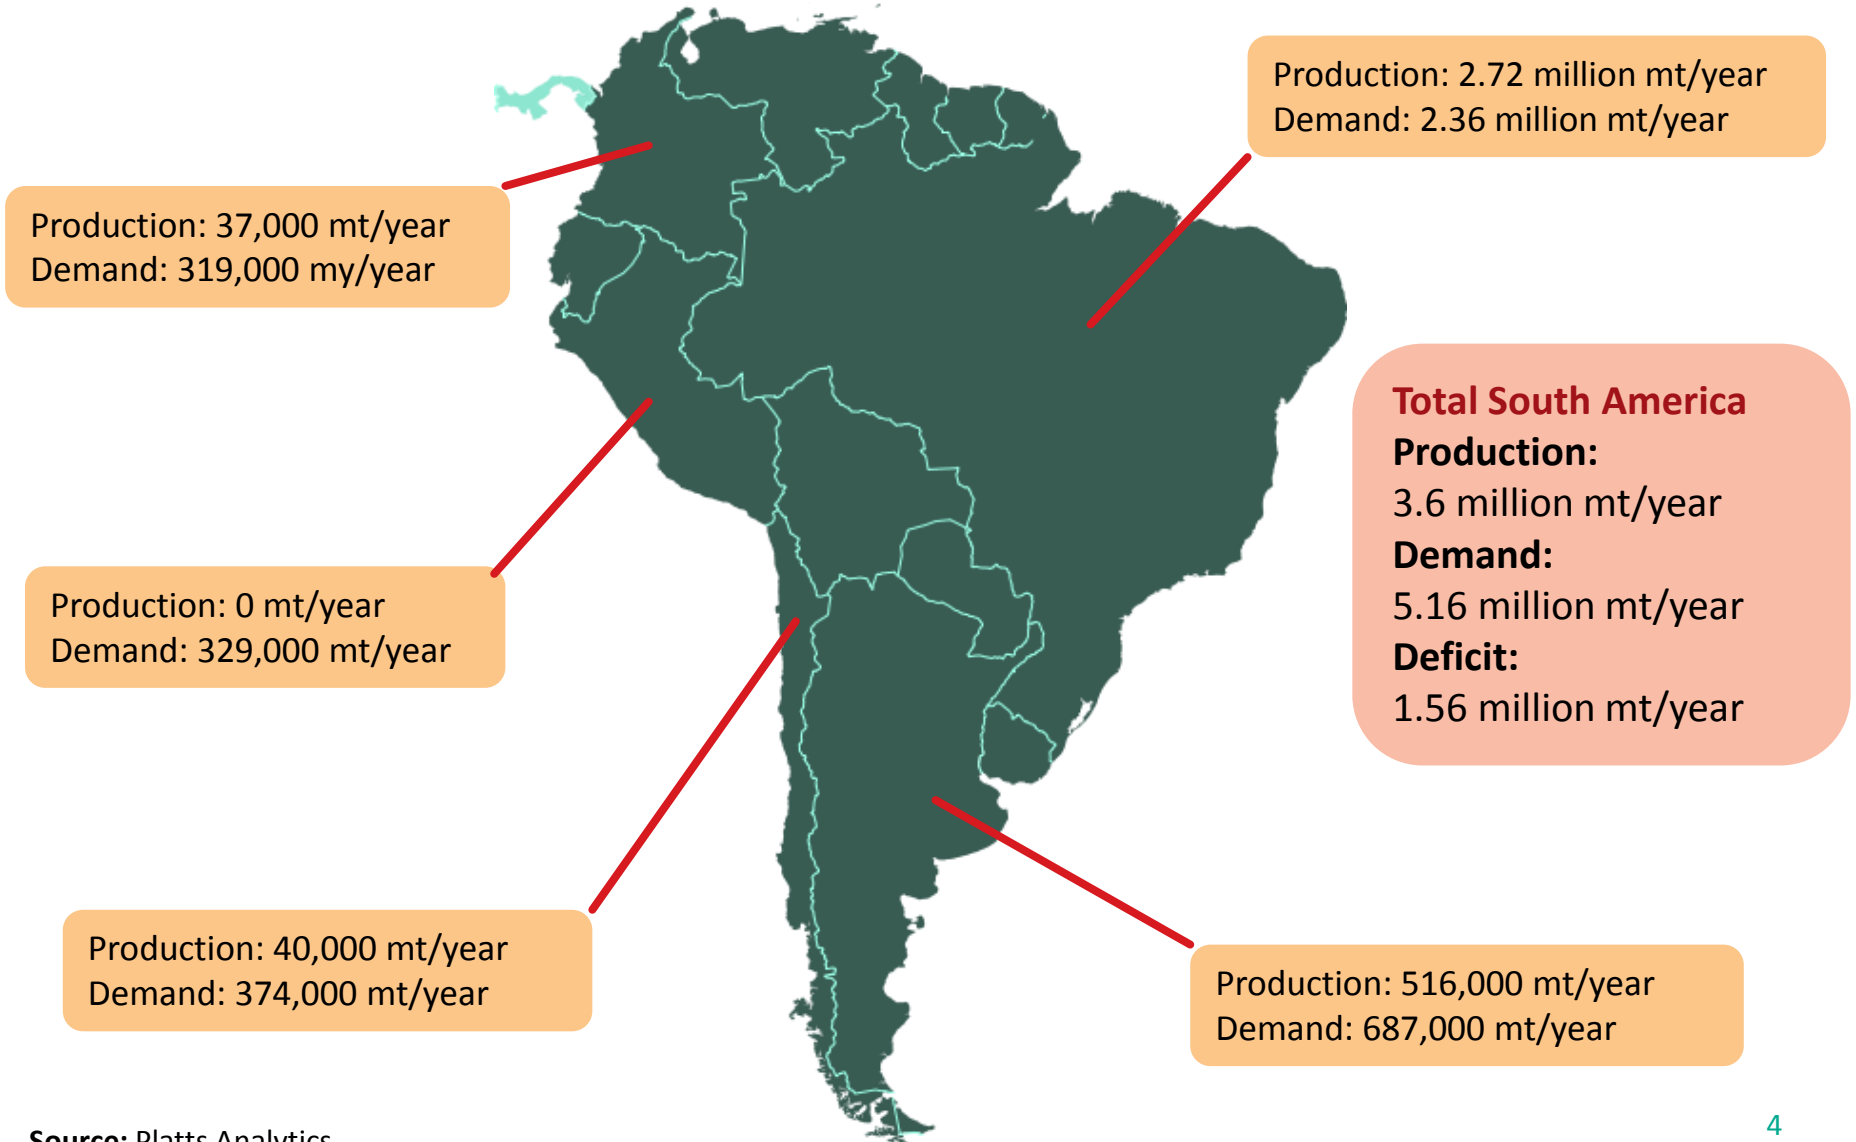 Production: 2.72 million mt/year
Demand: 2.36 million mt/year
Production: 37,000 mt/year
Demand: 319,000 my/year
Total South America
Production:
3.6 million mt/year
Demand:
5.16 million mt/year
Deficit:
1.56 million mt/year
Production: 0 mt/year
Demand: 329,000 mt/year
Production: 40,000 mt/year
Demand: 374,000 mt/year
Production: 516,000 mt/year
Demand: 687,000 mt/year
Source: Platts Analytics
4